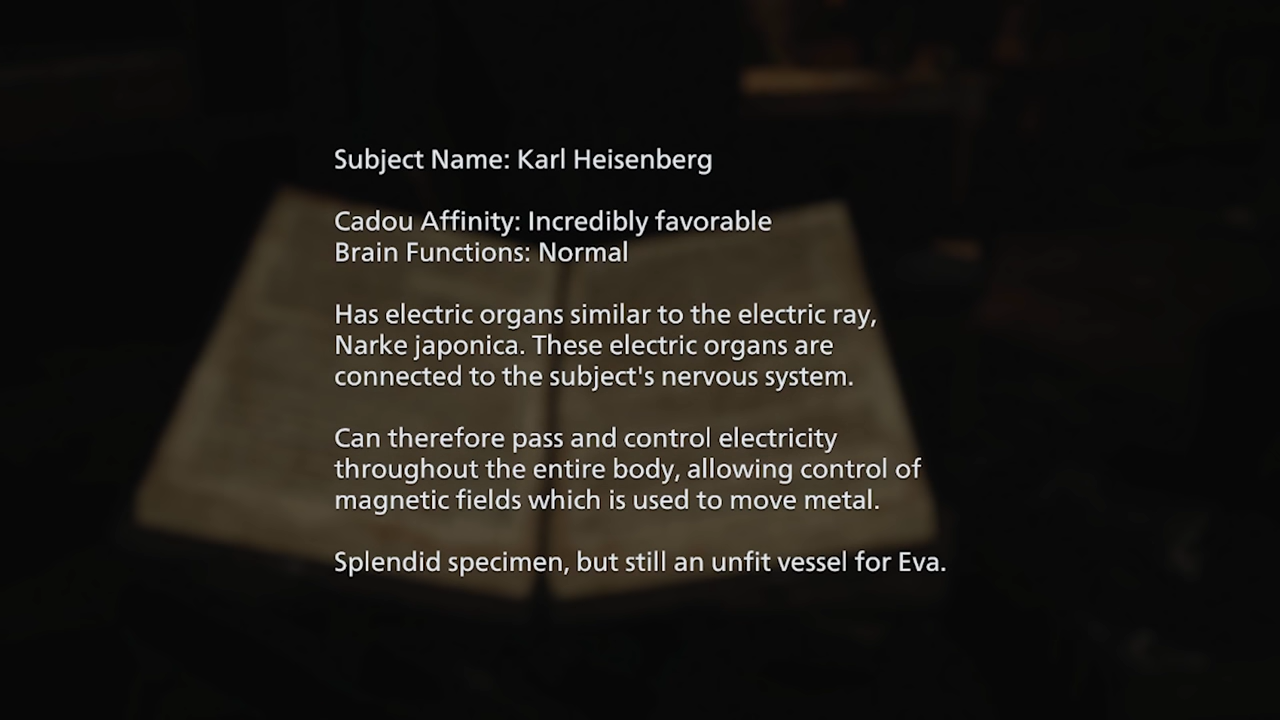 Subject Name: Karl Heisenberg
Cadou Affinity: Incredibly favorable
Brain Functions: Normal
Has electric organs similar to the electric ray,
Narke japonica. These electric organs are
connected to the subject's nervous system.
Can therefore pass and control electricity
throughout the entire body, allowing control of
magnetic fields which is used to move metal.
Splendid specimen, but still an unfit vessel for Eva.